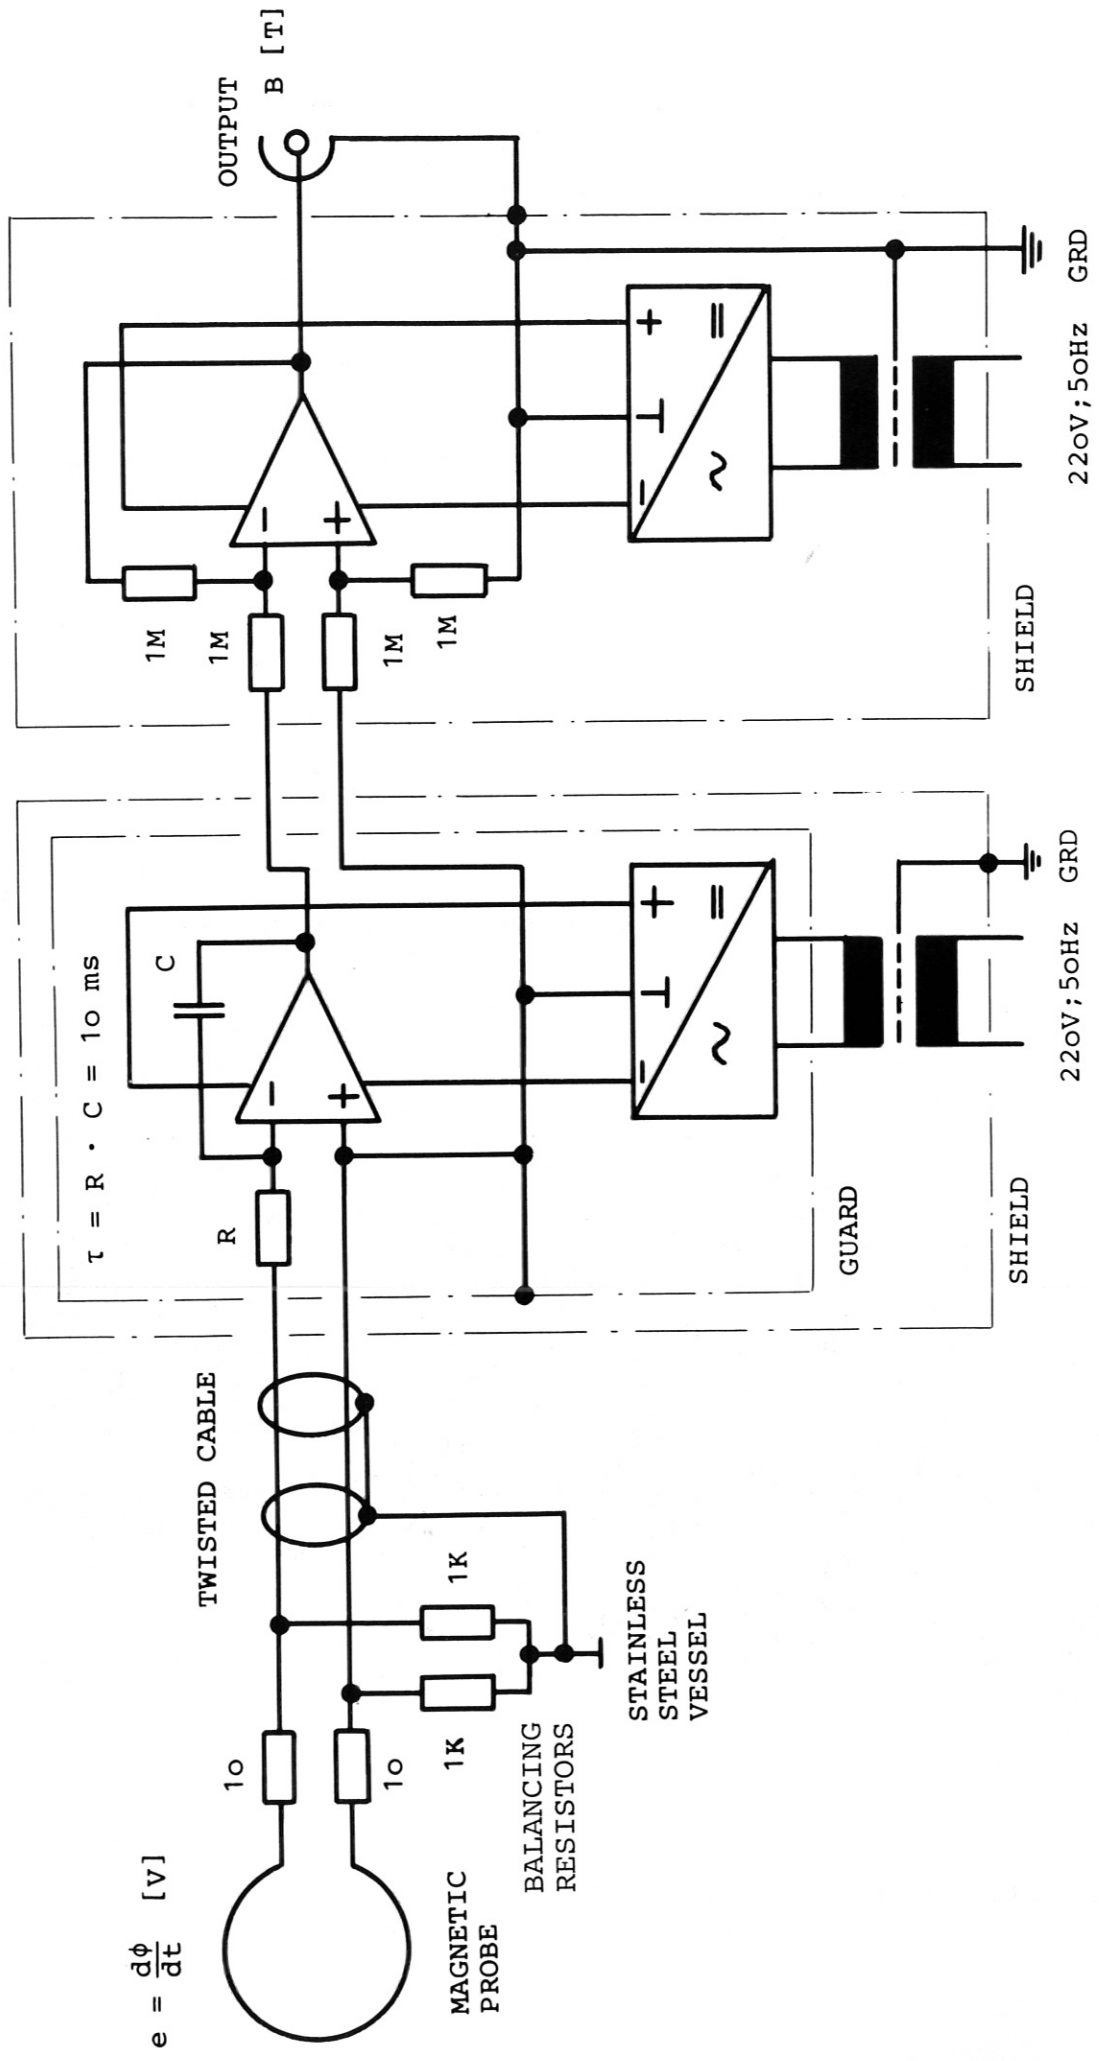 e = dϕ/dt [V]
MAGNETIC
PROBE
1o
1o
1K
1K
BALANCING
RESISTORS
STAINLESS
STEEL
VESSEL
TWISTED CABLE
τ = R · C = 1o ms
R
C
−
+
−
⊥
+
~
=
GUARD
SHIELD
22oV;5oHz GRD
1M
1M
1M
1M
−
+
−
⊥
+
~
=
SHIELD
22oV;5oHz GRD
OUTPUT
B [T]